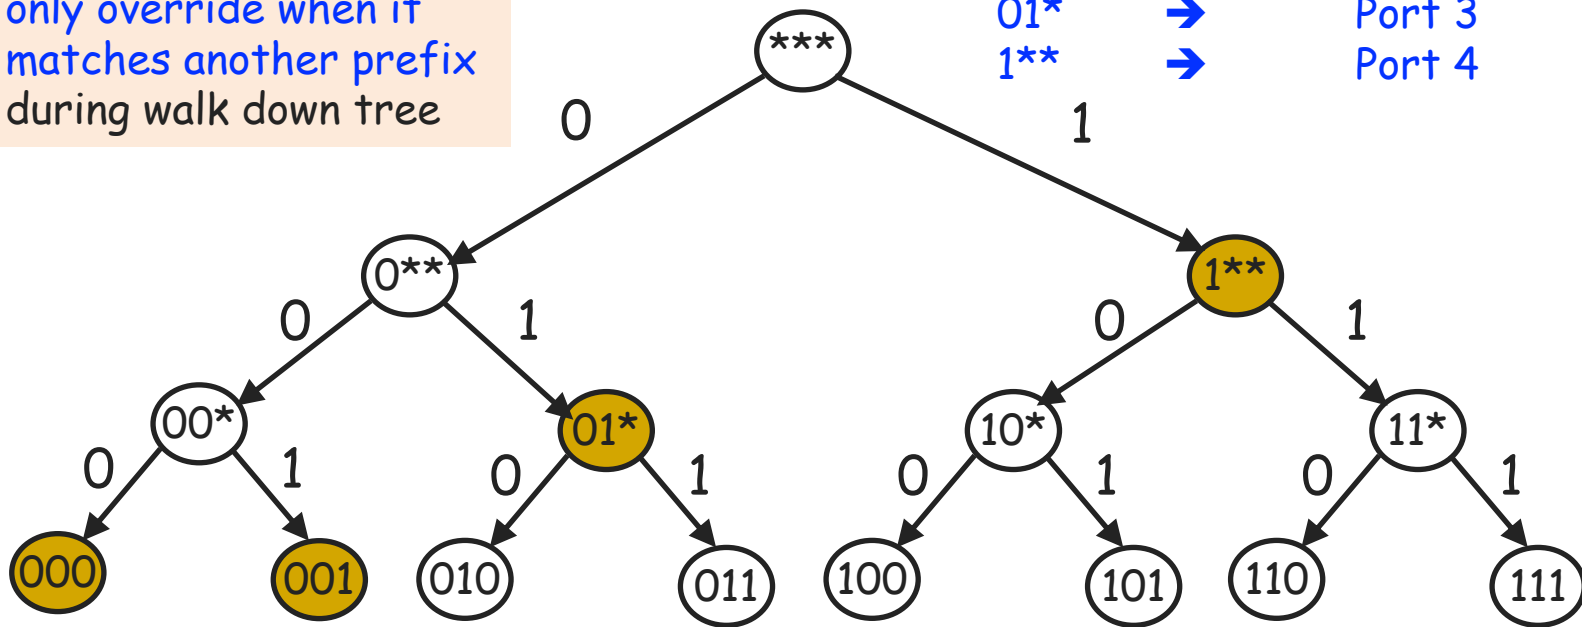 only override when it
matches another prefix
during walk down tree
01* ➔ Port 3
1** ➔ Port 4
***
0 1
0** 1**
0 1 0 1
00* 01* 10* 11*
0 1 0 1 0 1 0 1
000 001 010 011 100 101 110 111